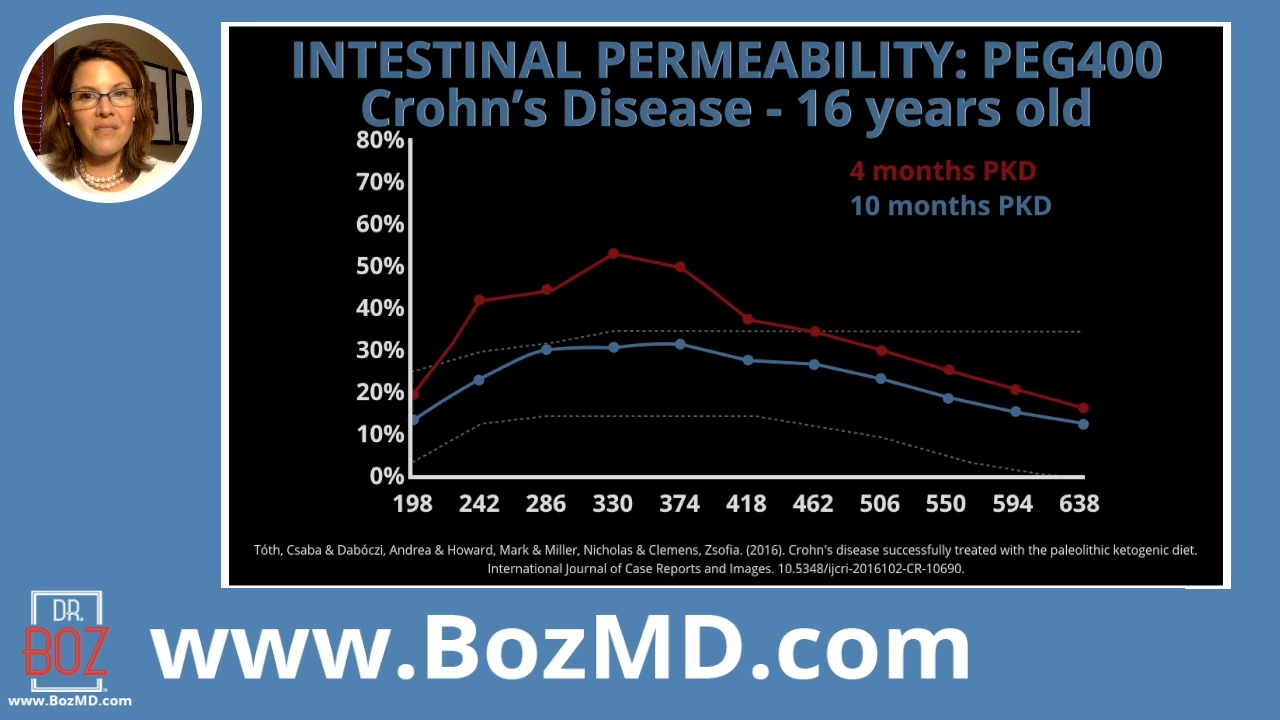 INTESTINAL PERMEABILITY: PEG400
Crohn’s Disease - 16 years old
80%
70%
60%
50%
40%
30%
20%
10%
0%
4 months PKD
10 months PKD
198 242 286 330 374 418 462 506 550 594 638
Tóth, Csaba & Dabóczi, Andrea & Howard, Mark & Miller, Nicholas & Clemens, Zsofia. (2016). Crohn's disease successfully treated with the paleolithic ketogenic diet.
International Journal of Case Reports and Images. 10.5348/ijcri-2016102-CR-10690.
DR.
BOZ
www.BozMD.com
www.BozMD.com